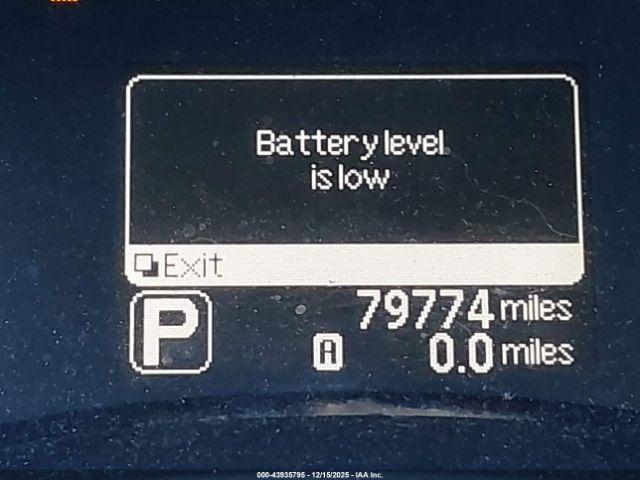 Battery level
is low
Exit
P 79774 miles
A 0.0 miles
000-43935795 - 12/15/2025 - IAA Inc.